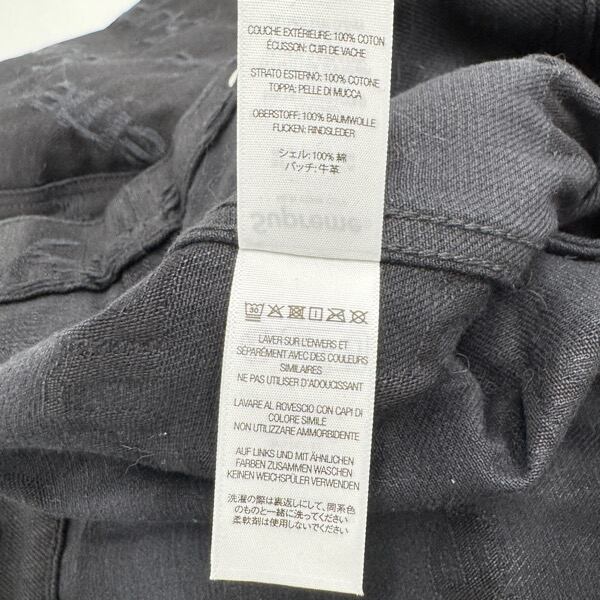 COUCHE EXTÉRIEURE: 100% COTON
ÉCUSSON: CUIR DE VACHE
STRATO ESTERNO: 100% COTONE
TOPPA: PELLE DI MUCCA
OBERSTOFF: 100% BAUMWOLLE
FLICKEN: RINDSLEDER
シェル: 100% 綿
パッチ: 牛革
Supreme
30
LAVER SUR L'ENVERS ET
SÉPARÉMENT AVEC DES COULEURS
SIMILAIRES
NE PAS UTILISER D'ADOUCISSANT
LAVARE AL ROVESCIO CON CAPI DI
COLORE SIMILE
NON UTILIZZARE AMMORBIDENTE
AUF LINKS UND MIT ÄHNLICHEN
FARBEN ZUSAMMEN WASCHEN
KEINEN WEICHSPÜLER VERWENDEN
洗濯の際は裏返しにして、同系色
のものと一緒に洗ってください
柔軟剤は使用しないでください